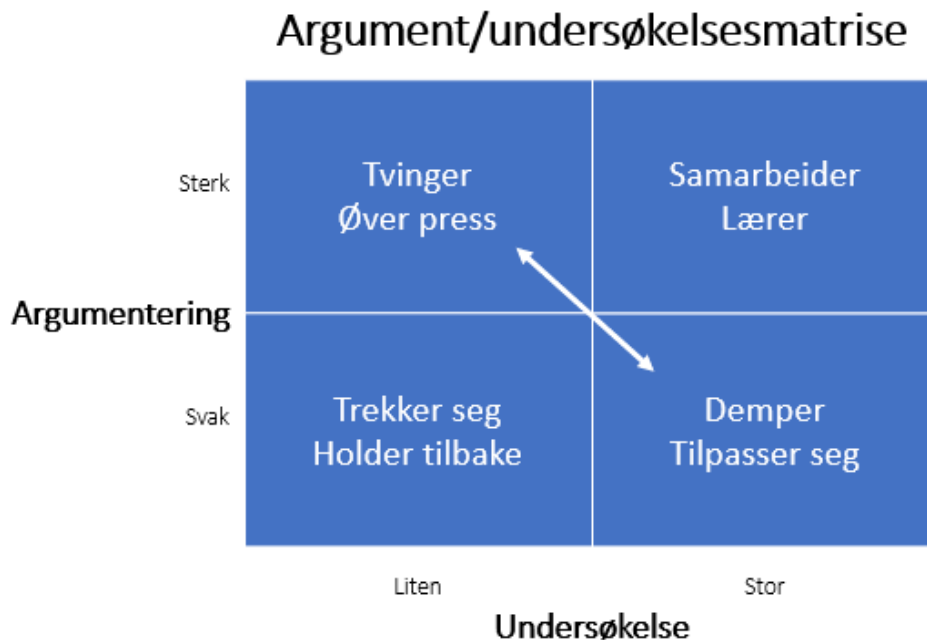 Argument/undersøkelsesmatrise
Sterk
Tvinger
Øver press
Samarbeider
Lærer
Argumentering
Svak
Trekker seg
Holder tilbake
Demper
Tilpasser seg
Liten
Stor
Undersøkelse